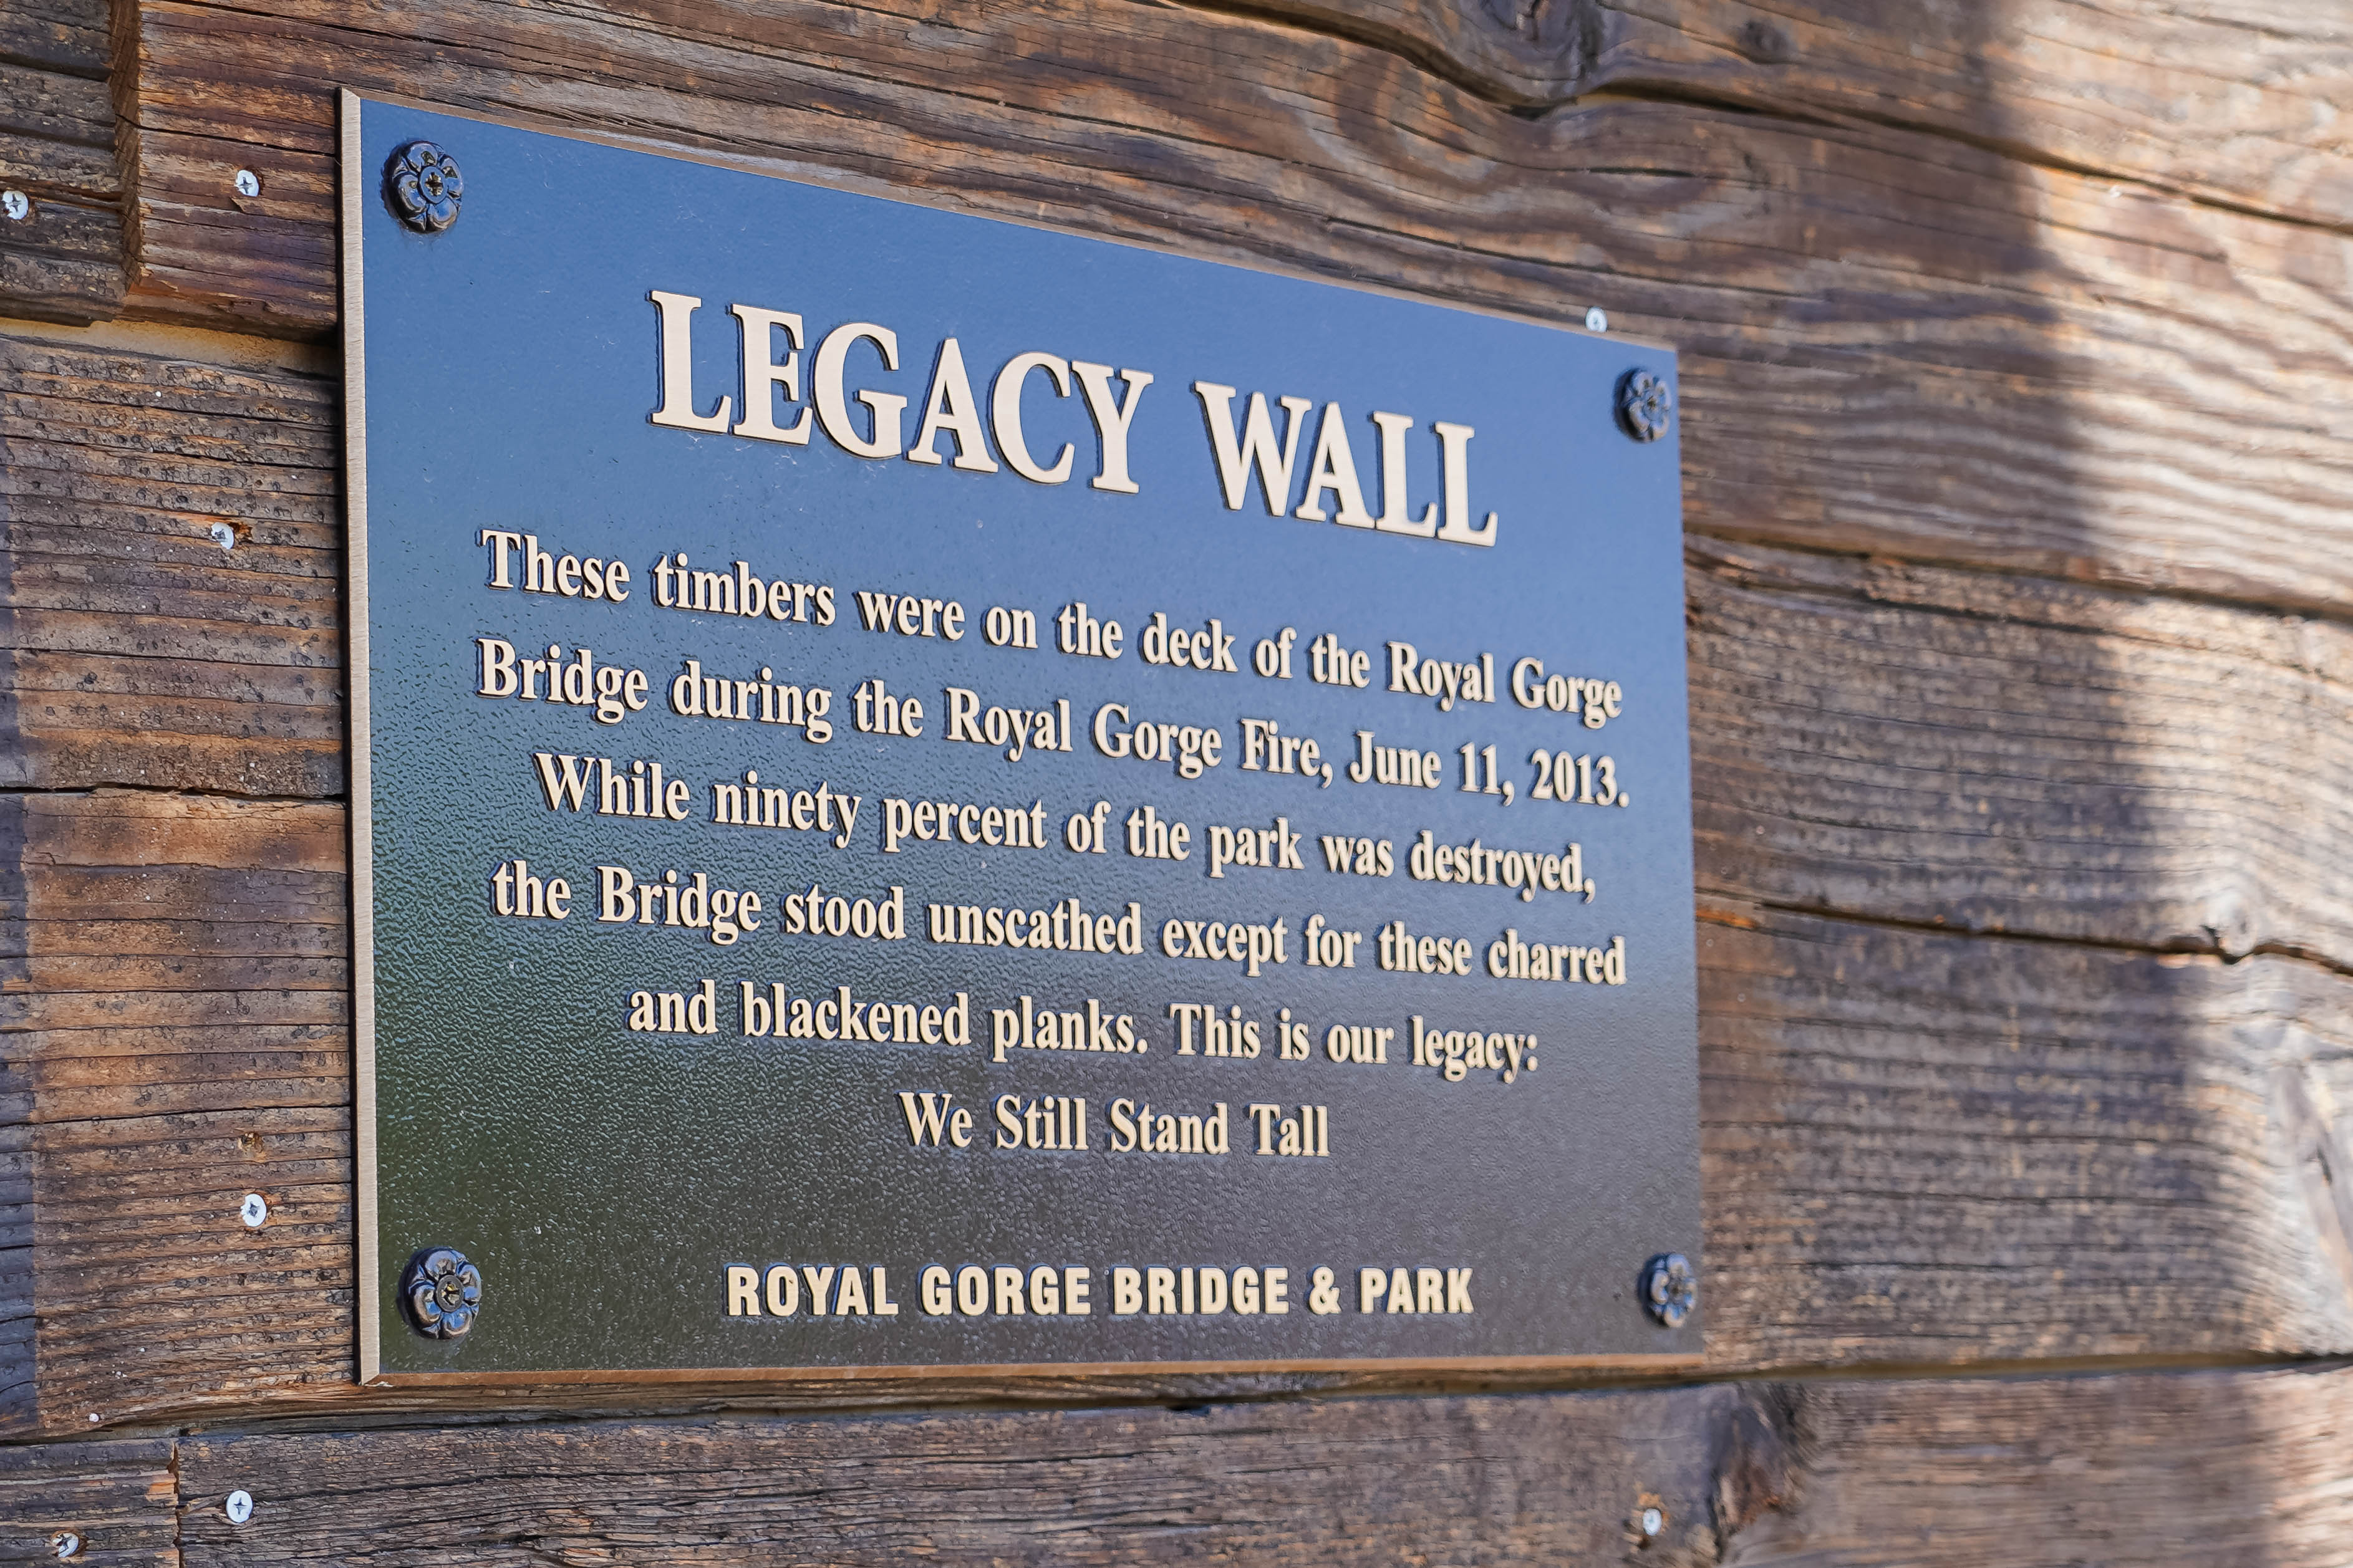 LEGACY WALL
These timbers were on the deck of the Royal Gorge
Bridge during the Royal Gorge Fire, June 11, 2013.
While ninety percent of the park was destroyed,
the Bridge stood unscathed except for these charred
and blackened planks. This is our legacy:
We Still Stand Tall
ROYAL GORGE BRIDGE & PARK